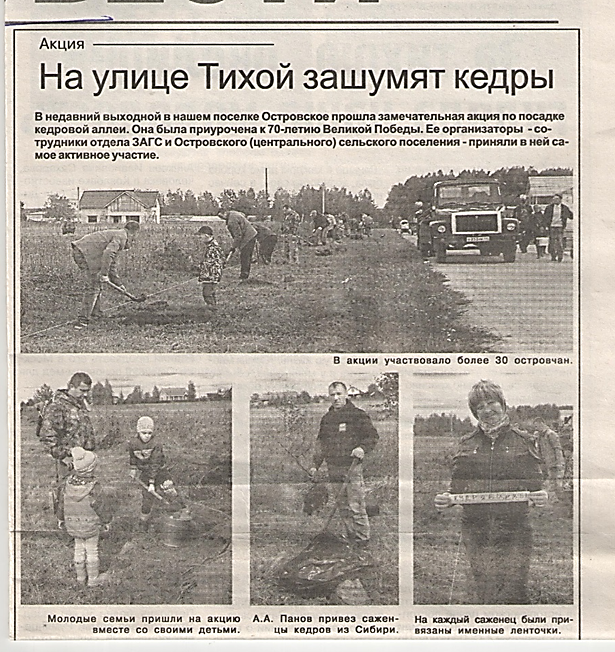 Акция
На улице Тихой зашумят кедры
В недавний выходной в нашем поселке Островское прошла замечательная акция по посадке
кедровой аллеи. Она была приурочена к 70-летию Великой Победы. Ее организаторы - со-
трудники отдела ЗАГС и Островского (центрального) сельского поселения - приняли в ней са-
мое активное участие.
В акции участвовало более 30 островчан.
Молодые семьи пришли на акцию
вместе со своими детьми.
А.А. Панов привез сажен-
цы кедров из Сибири.
На каждый саженец были при-
вязаны именные ленточки.